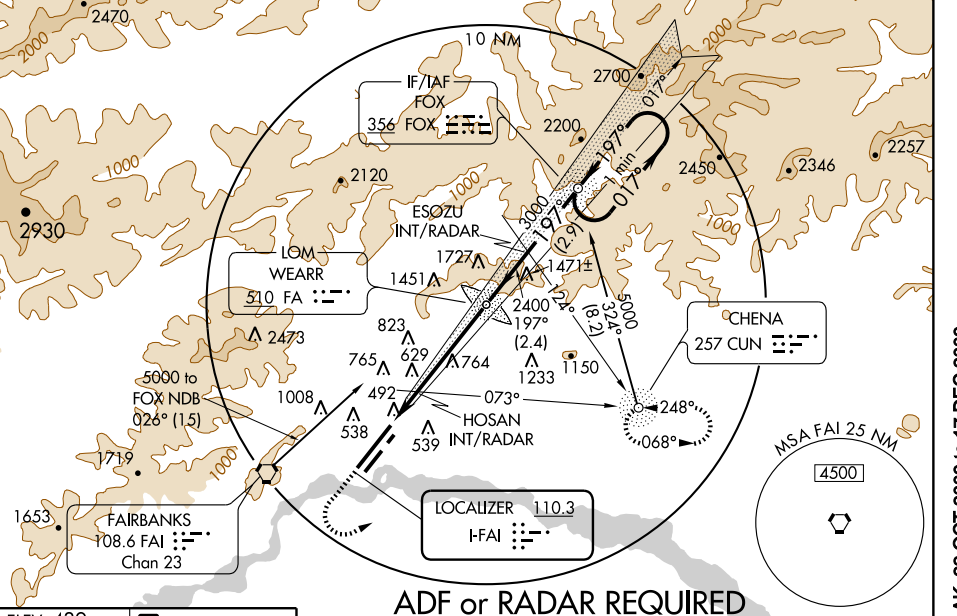 2470
2000
10 NM
2000
IF/IAF
FOX
356 FOX
2700
017°
2200
197°
1 min
017°
2450
2346
2257
1000
2120
1000
2930
ESOZU
INT/RADAR
3000
197°
(2.9)
1000
LOM
WEARR
510 FA
1727
1451
1471±
124°
2400
197°
(2.4)
5000
324°
(8.2)
CHENA
257 CUN
2473
823
629
765
764
1233
1150
5000 to
FOX NDB
026° (15)
1008
492
073°
538
539
HOSAN
INT/RADAR
248°
068°
1719
1000
MSA FAI 25 NM
4500
1653
FAIRBANKS
108.6 FAI
Chan 23
LOCALIZER 110.3
I-FAI
ADF or RADAR REQUIRED